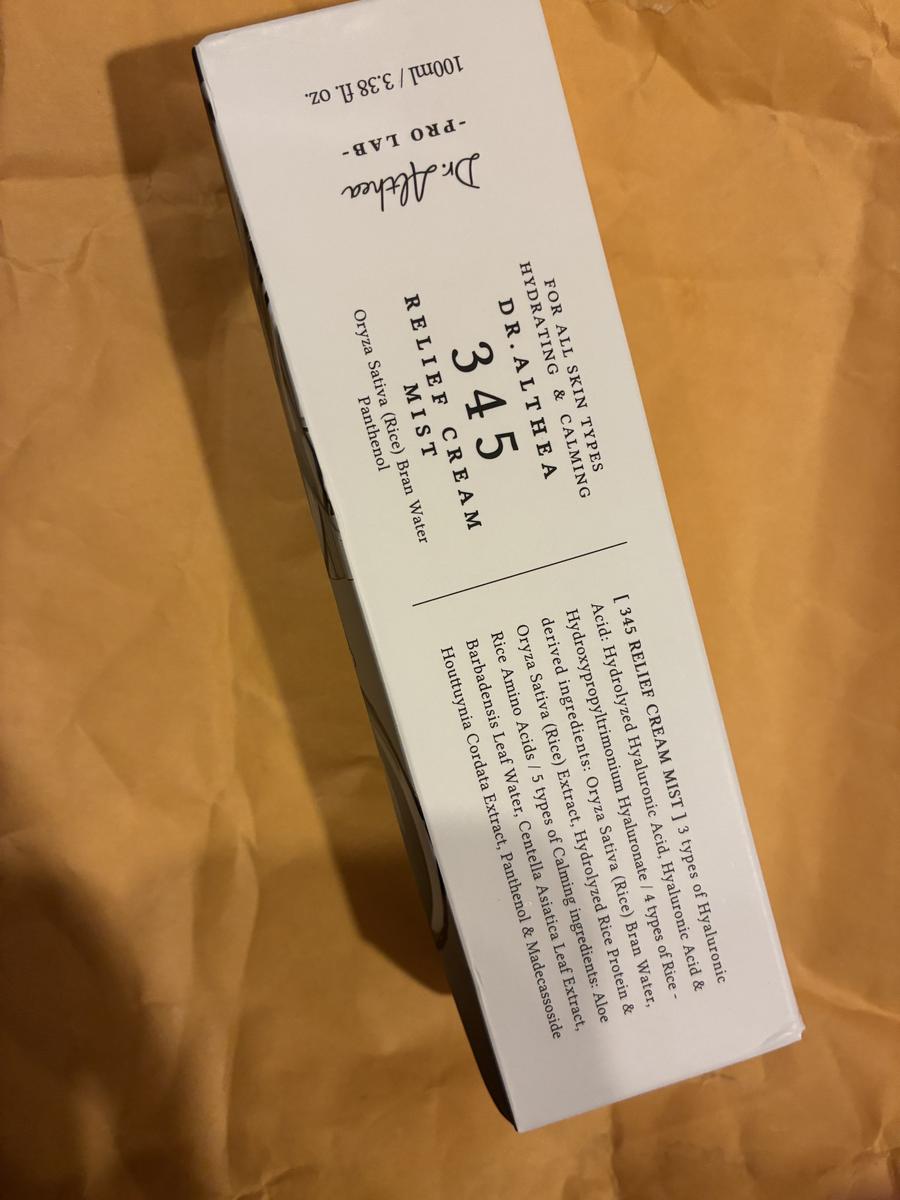 100ml / 3.38 fl. oz.
-PRO LAB-
Dr. Althea
FOR ALL SKIN TYPES
HYDRATING & CALMING
DR. ALTHEA
345
RELIEF CREAM
MIST
Oryza Sativa (Rice) Bran Water
Panthenol
[ 345 RELIEF CREAM MIST ] 3 types of Hyaluronic
Acid: Hydrolyzed Hyaluronic Acid, Hyaluronic Acid &
Hydroxypropyltrimonium Hyaluronate / 4 types of Rice -
derived ingredients: Oryza Sativa (Rice) Bran Water,
Oryza Sativa (Rice) Extract, Hydrolyzed Rice Protein &
Rice Amino Acids / 5 types of Calming ingredients: Aloe
Barbadensis Leaf Water, Centella Asiatica Leaf Extract,
Houttuynia Cordata Extract, Panthenol & Madecassoside